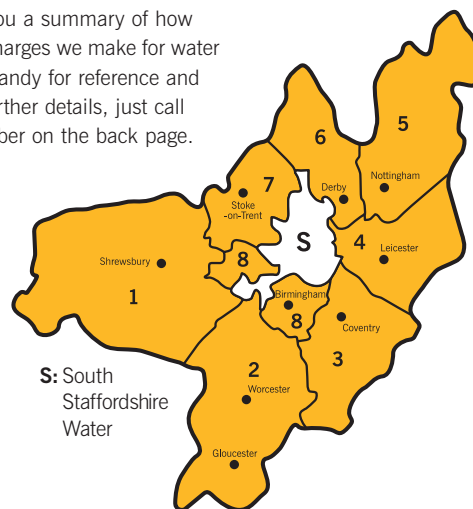 ou a summary of how
harges we make for water
andy for reference and
rther details, just call
ber on the back page.
5
6
7
Derby
Nottingham
Stoke
-on-Trent
S
4
Leicester
8
Shrewsbury
1
Birmingham
8
Coventry
3
2
Worcester
Gloucester
S: South
Staffordshire
Water